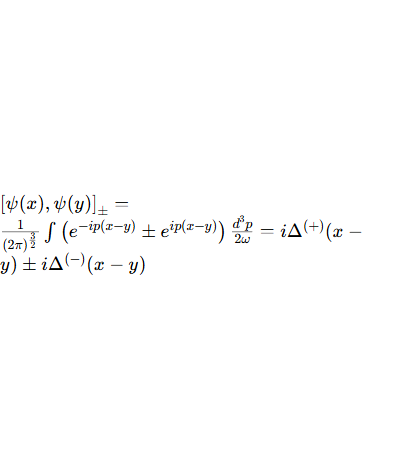 [ψ(x), ψ(y)]± =
1/(2π)^{3/2} ∫ (e^{−ip(x−y)} ± e^{ip(x−y)}) d³p/2ω = iΔ^{(+)}(x −
y) ± iΔ^{(−)}(x − y)